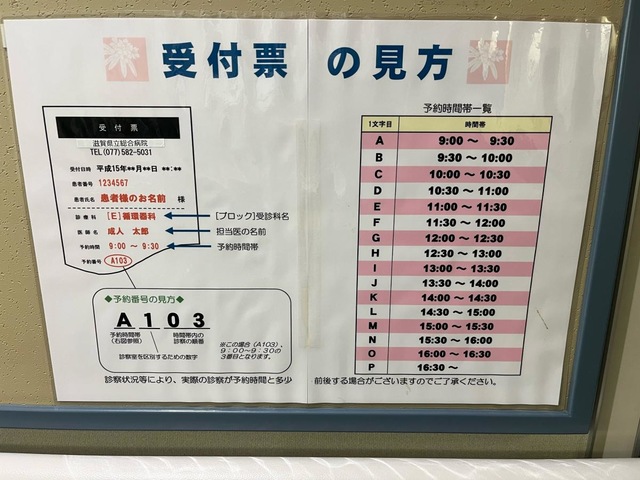 受付票 の見方
受 付 票
滋賀県立総合病院
TEL(077)582-5031
受付日時 平成15年**月**日 **:**
患者番号 1234567
患者氏名 患者様のお名前 様
診 療 科 [E]循環器科
医 師 名 成人 太郎
予約時間 9:00 ～ 9:30
予約番号 A103
[ブロック]受診科名
担当医の名前
予約時間帯
◆予約番号の見方◆
A 1 0 3
予約時間帯
(右図参照)
時間帯内の
診察の順番
診察室を区別するための数字
※この場合(A103)、
9:00～9:30の
3番目となります。
予約時間帯一覧
1文字目 時間帯
A 9:00 ～ 9:30
B 9:30 ～ 10:00
C 10:00 ～ 10:30
D 10:30 ～ 11:00
E 11:00 ～ 11:30
F 11:30 ～ 12:00
G 12:00 ～ 12:30
H 12:30 ～ 13:00
I 13:00 ～ 13:30
J 13:30 ～ 14:00
K 14:00 ～ 14:30
L 14:30 ～ 15:00
M 15:00 ～ 15:30
N 15:30 ～ 16:00
O 16:00 ～ 16:30
P 16:30 ～
診察状況等により、実際の診察が予約時間と多少 前後する場合がございますのでご了承ください。